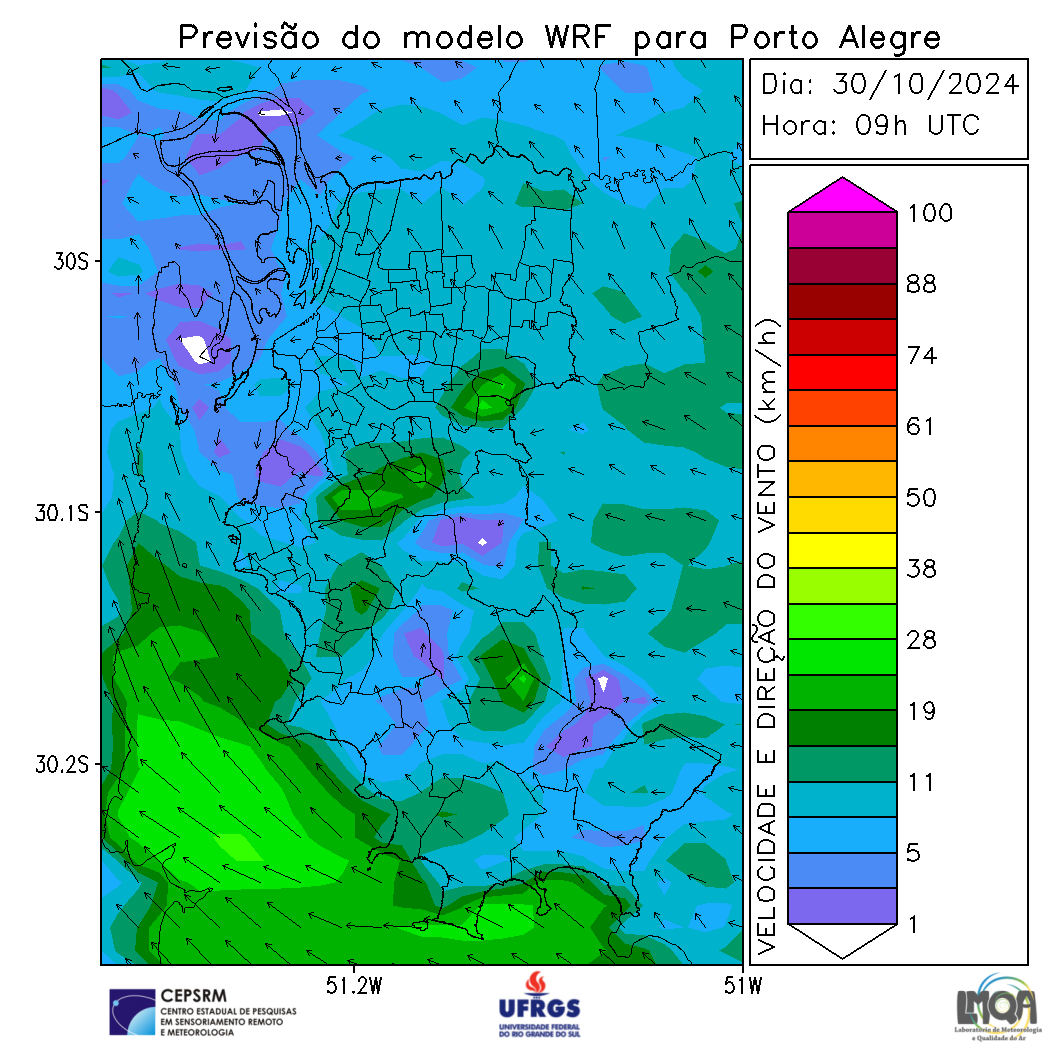 Previsão do modelo WRF para Porto Alegre
Dia: 30/10/2024
Hora: 09h UTC
30S
30.1S
30.2S
51.2W
51W
VELOCIDADE E DIREÇÃO DO VENTO (km/h)
100
88
74
61
50
38
28
19
11
5
1
CEPSRM
CENTRO ESTADUAL DE PESQUISAS
EM SENSORIAMENTO REMOTO
E METEOROLOGIA
UFRGS
UNIVERSIDADE FEDERAL
DO RIO GRANDE DO SUL
LMQA
Laboratório de Meteorologia
e Qualidade do Ar